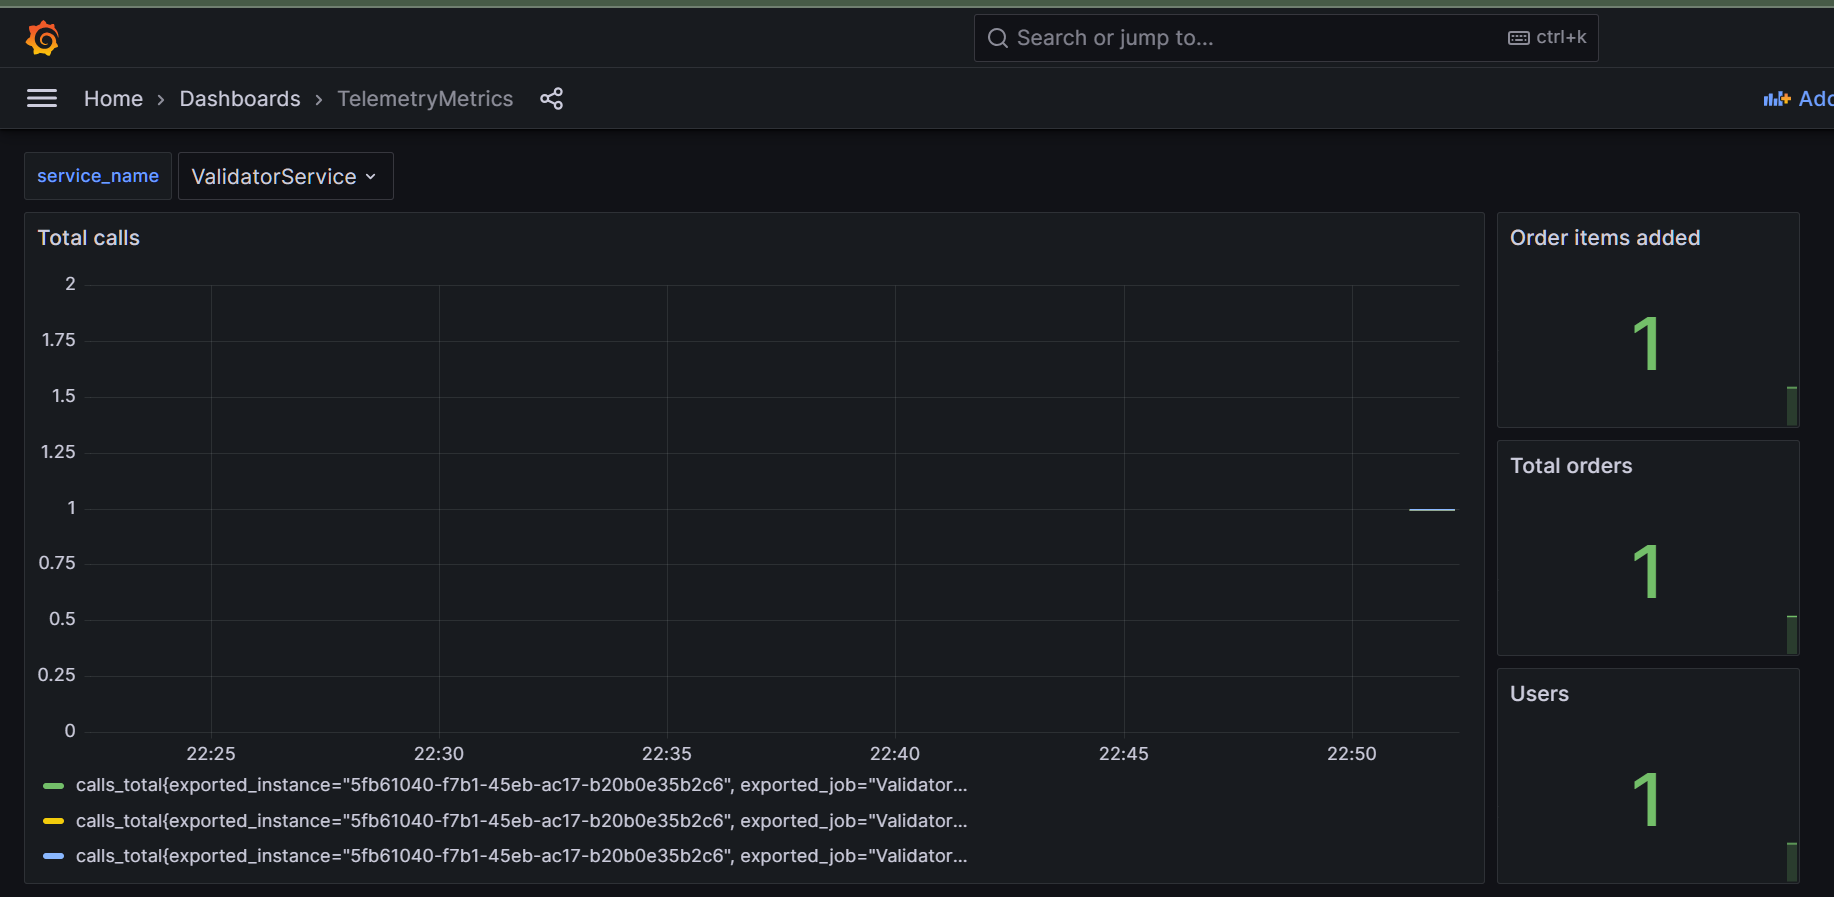 Search or jump to...
ctrl+k
Home › Dashboards › TelemetryMetrics
Add
service_name
ValidatorService
Total calls
2
1.75
1.5
1.25
1
0.75
0.5
0.25
0
22:25 22:30 22:35 22:40 22:45 22:50
calls_total{exported_instance="5fb61040-f7b1-45eb-ac17-b20b0e35b2c6", exported_job="Validator...
calls_total{exported_instance="5fb61040-f7b1-45eb-ac17-b20b0e35b2c6", exported_job="Validator...
calls_total{exported_instance="5fb61040-f7b1-45eb-ac17-b20b0e35b2c6", exported_job="Validator...
Order items added
1
Total orders
1
Users
1